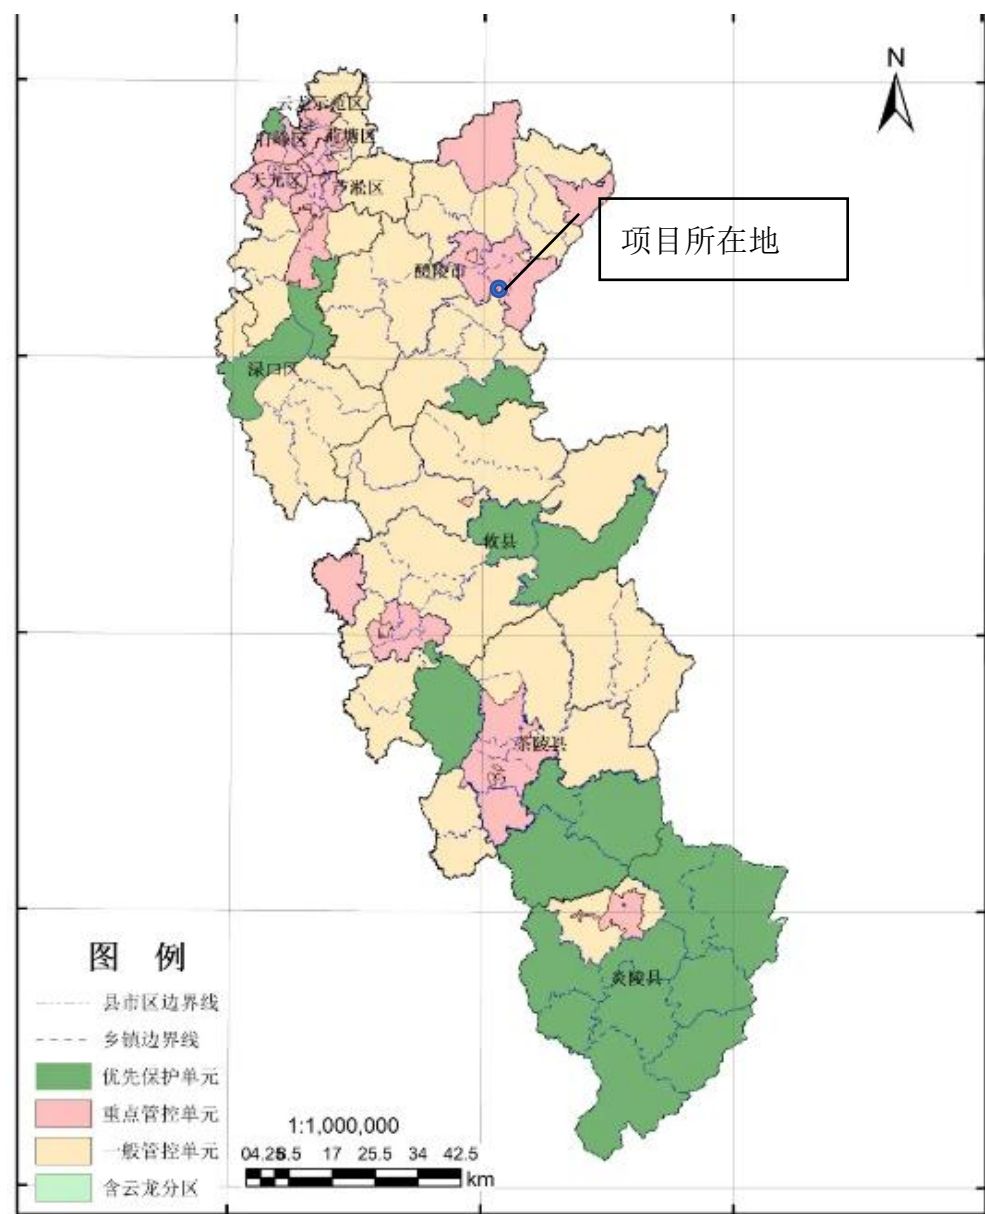 N
云龙示范区
石峰区
荷塘区
天元区
芦淞区
项目所在地
醴陵市
渌口区
攸县
茶陵县
炎陵县
图 例
县市区边界线
乡镇边界线
优先保护单元
重点管控单元
一般管控单元
含云龙分区
1:1,000,000
04.258.5 17 25.5 34 42.5
km